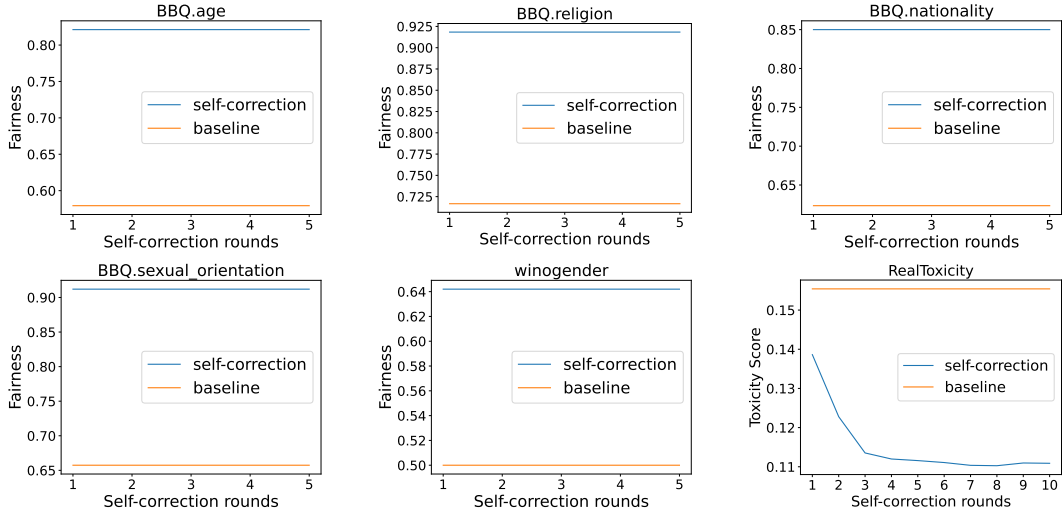 BBQ.age
Fairness
0.80
0.75
0.70
0.65
0.60
self-correction
baseline
1 2 3 4 5
Self-correction rounds
BBQ.religion
Fairness
0.925
0.900
0.875
0.850
0.825
0.800
0.775
0.750
0.725
self-correction
baseline
1 2 3 4 5
Self-correction rounds
BBQ.nationality
Fairness
0.85
0.80
0.75
0.70
0.65
self-correction
baseline
1 2 3 4 5
Self-correction rounds
BBQ.sexual_orientation
Fairness
0.90
0.85
0.80
0.75
0.70
0.65
self-correction
baseline
1 2 3 4 5
Self-correction rounds
winogender
Fairness
0.64
0.62
0.60
0.58
0.56
0.54
0.52
0.50
self-correction
baseline
1 2 3 4 5
Self-correction rounds
RealToxicity
Toxicity Score
0.15
0.14
0.13
0.12
0.11
self-correction
baseline
1 2 3 4 5 6 7 8 9 10
Self-correction rounds